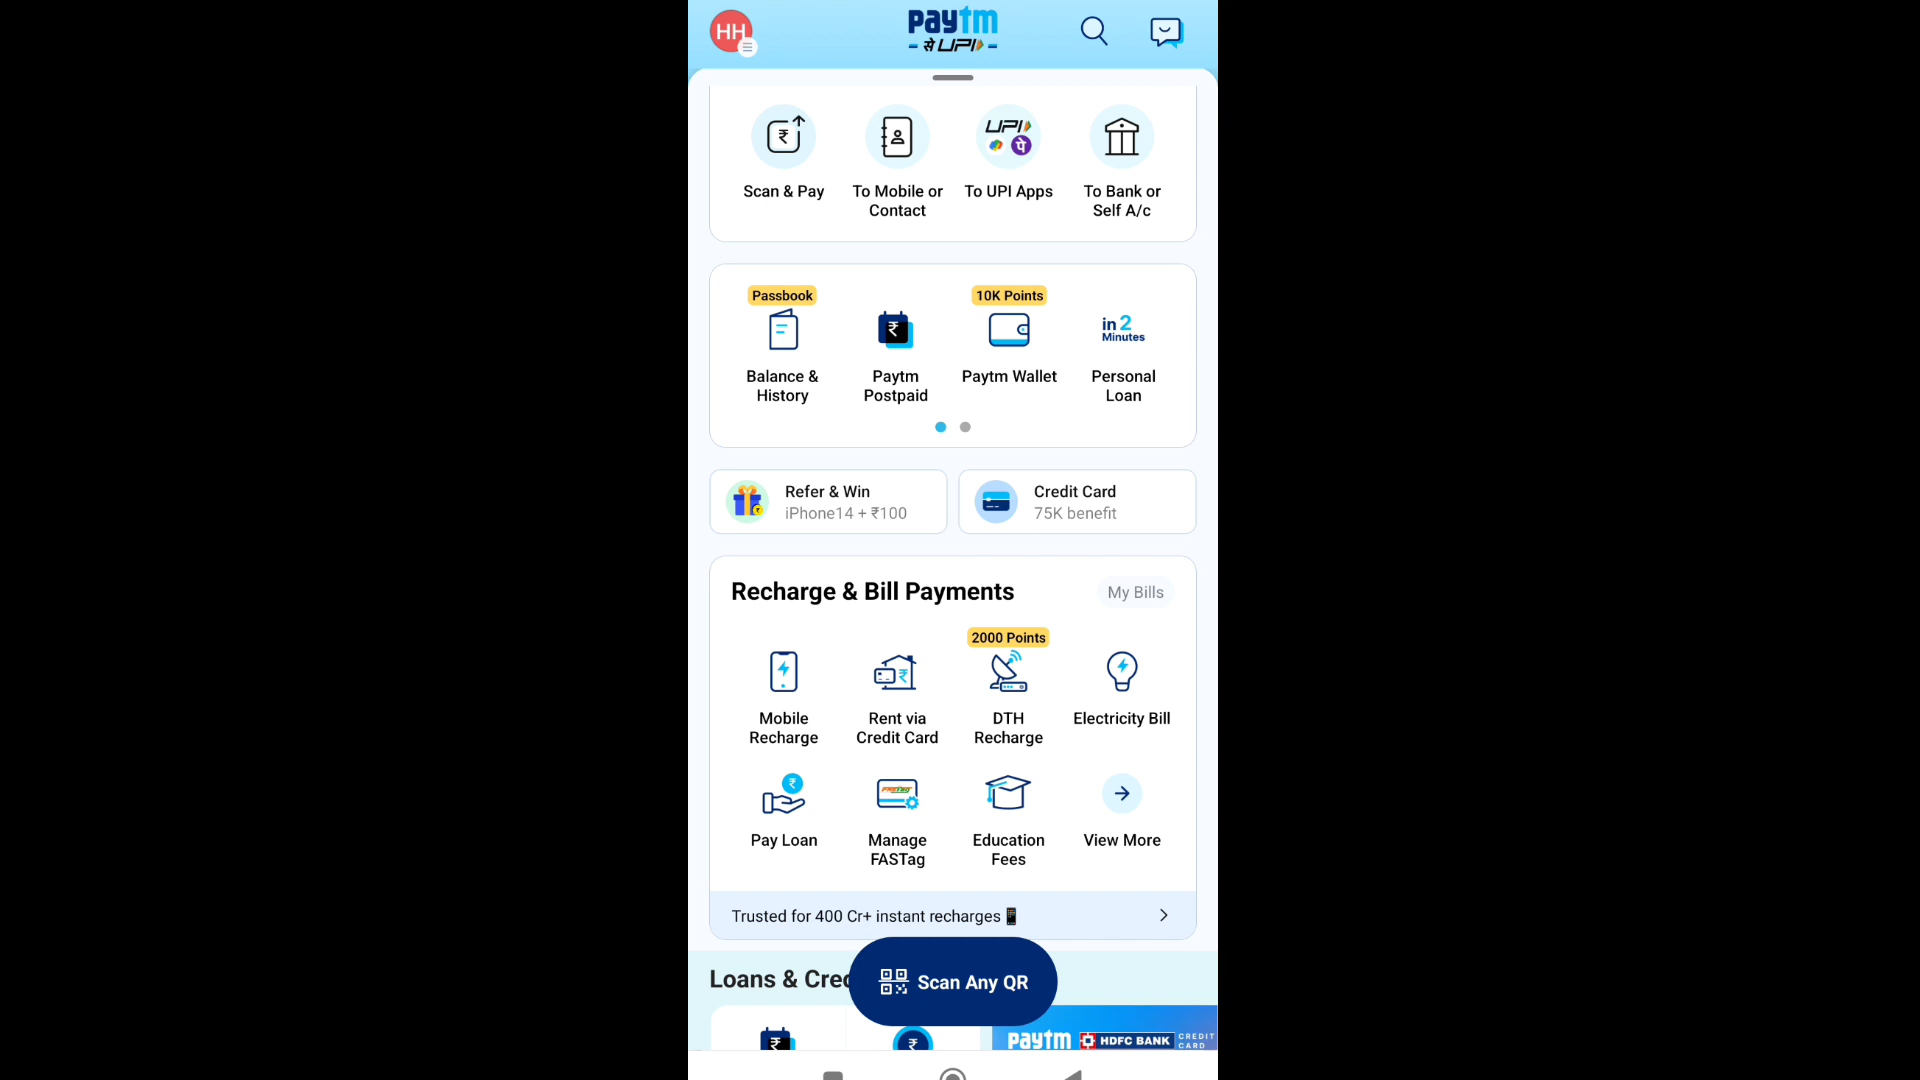 HH
paytm
से UPI
Scan & Pay
To Mobile or
Contact
UPI
पे
To UPI Apps
To Bank or
Self A/c
Passbook
Balance &
History
Paytm
Postpaid
10K Points
Paytm Wallet
in 2
Minutes
Personal
Loan
Refer & Win
iPhone14 + ₹100
Credit Card
75K benefit
Recharge & Bill Payments
My Bills
Mobile
Recharge
Rent via
Credit Card
2000 Points
DTH
Recharge
Electricity Bill
Pay Loan
FASTag
Manage
FASTag
Education
Fees
View More
Trusted for 400 Cr+ instant recharges
Loans & Cre
Scan Any QR
paytm HDFC BANK CREDIT
CARD